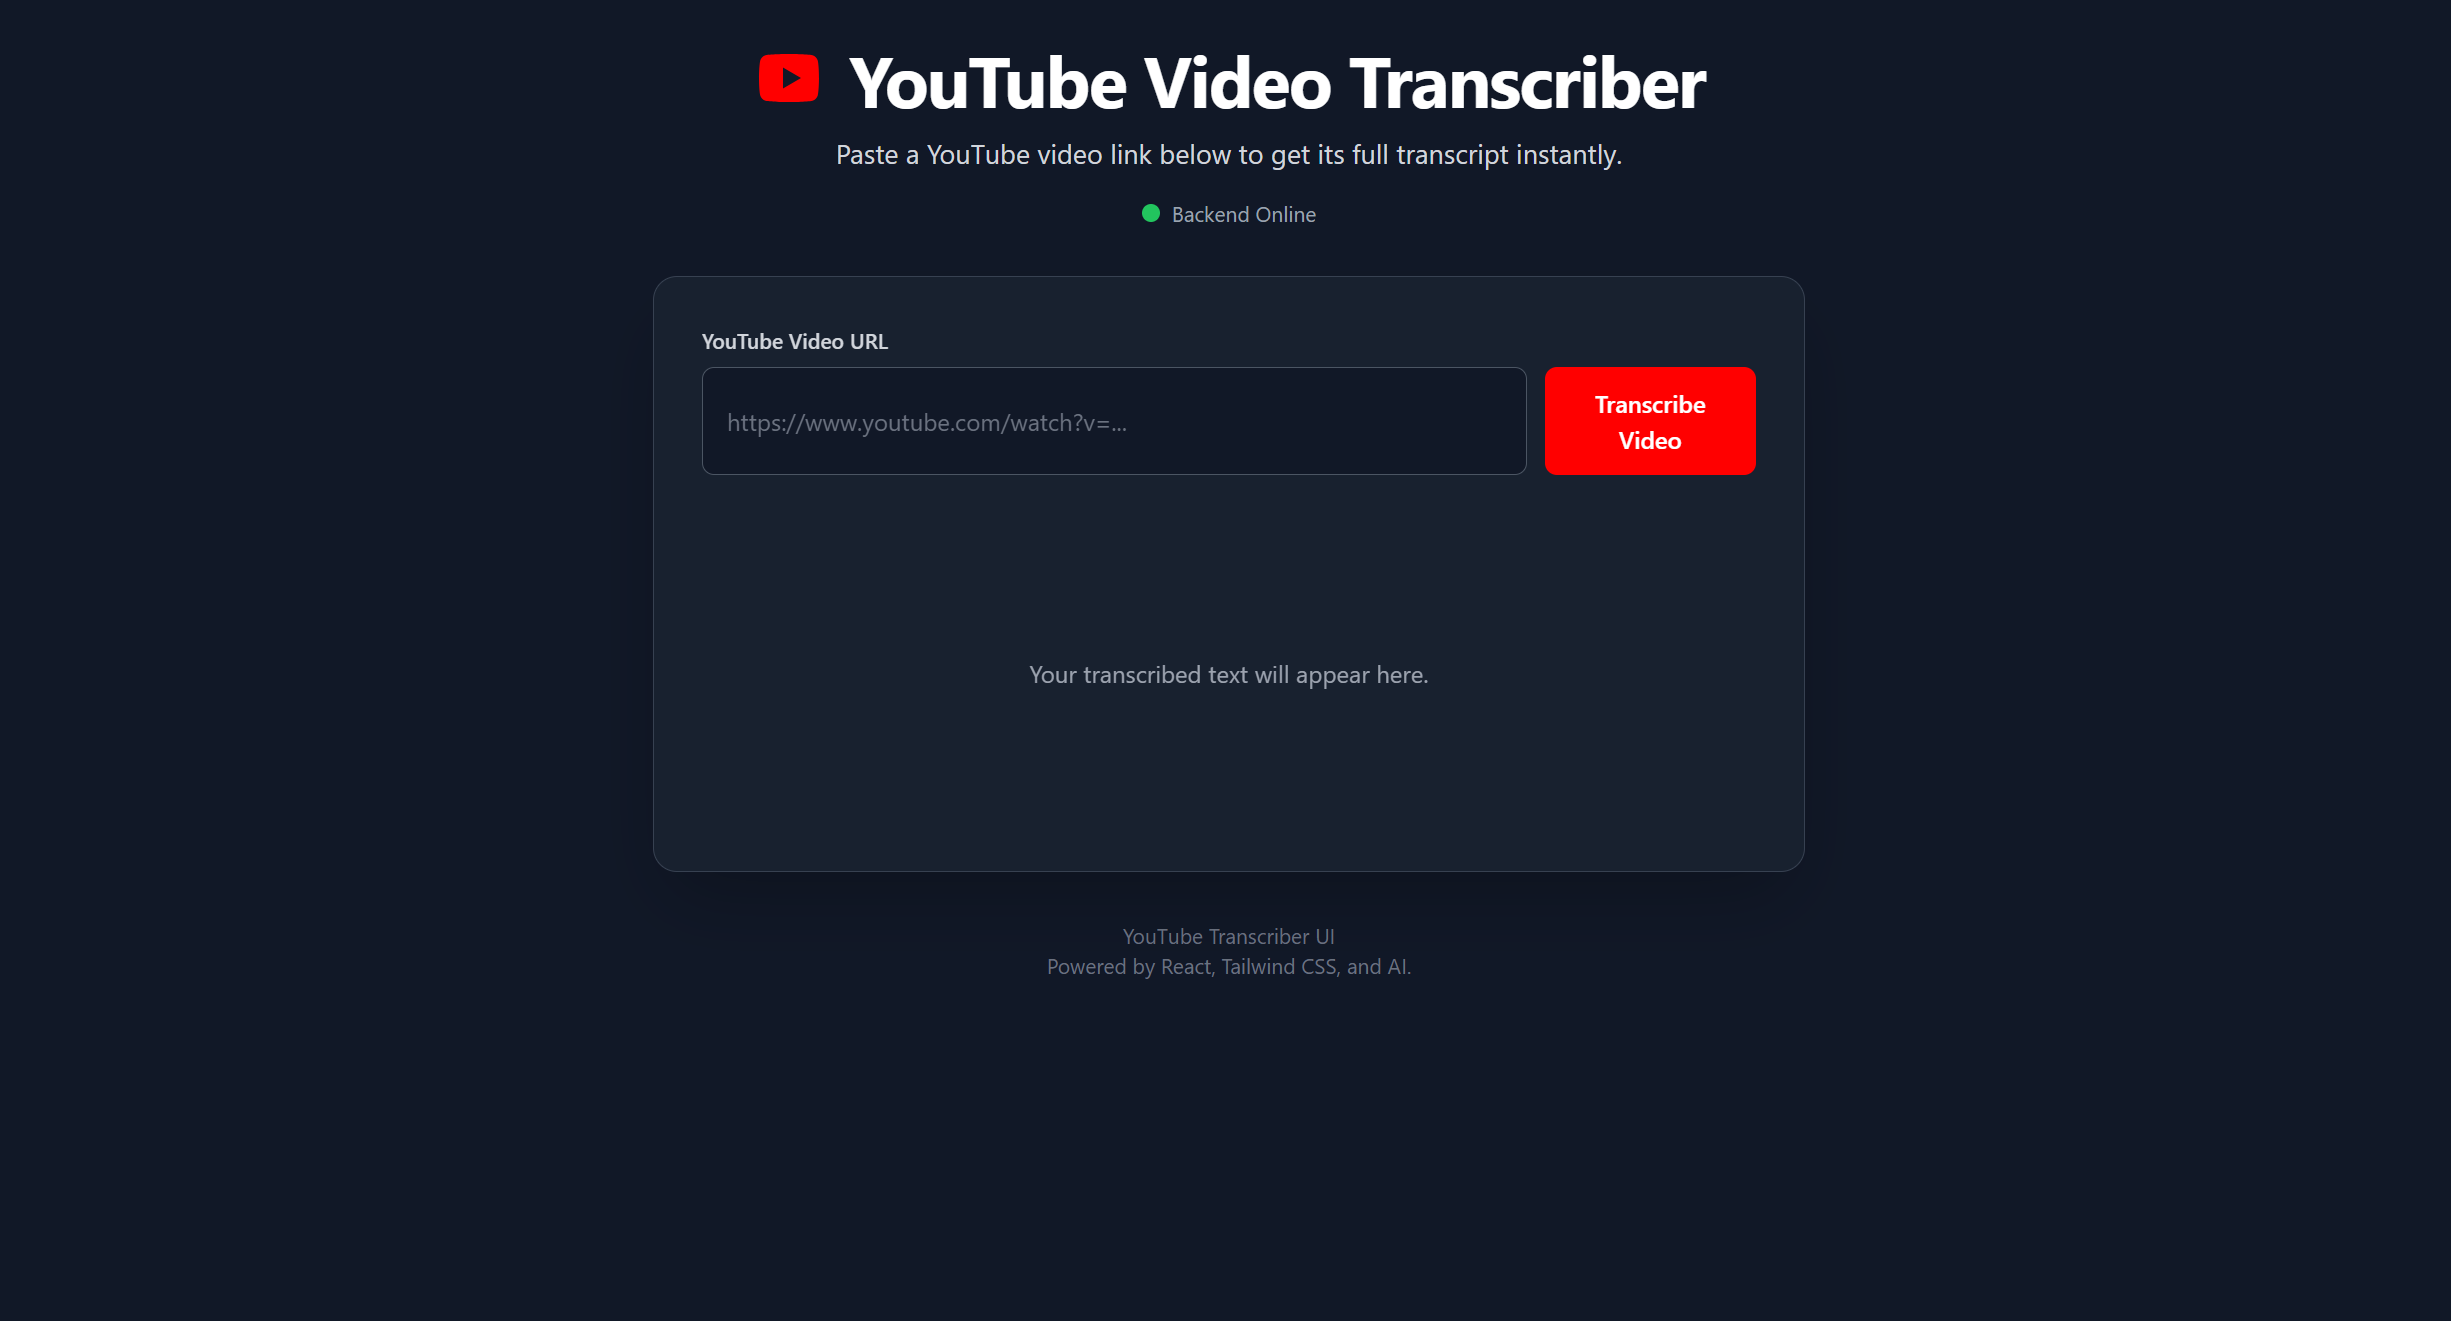 YouTube Video Transcriber
Paste a YouTube video link below to get its full transcript instantly.
Backend Online
YouTube Video URL
https://www.youtube.com/watch?v=...
Transcribe
Video
Your transcribed text will appear here.
YouTube Transcriber UI
Powered by React, Tailwind CSS, and AI.